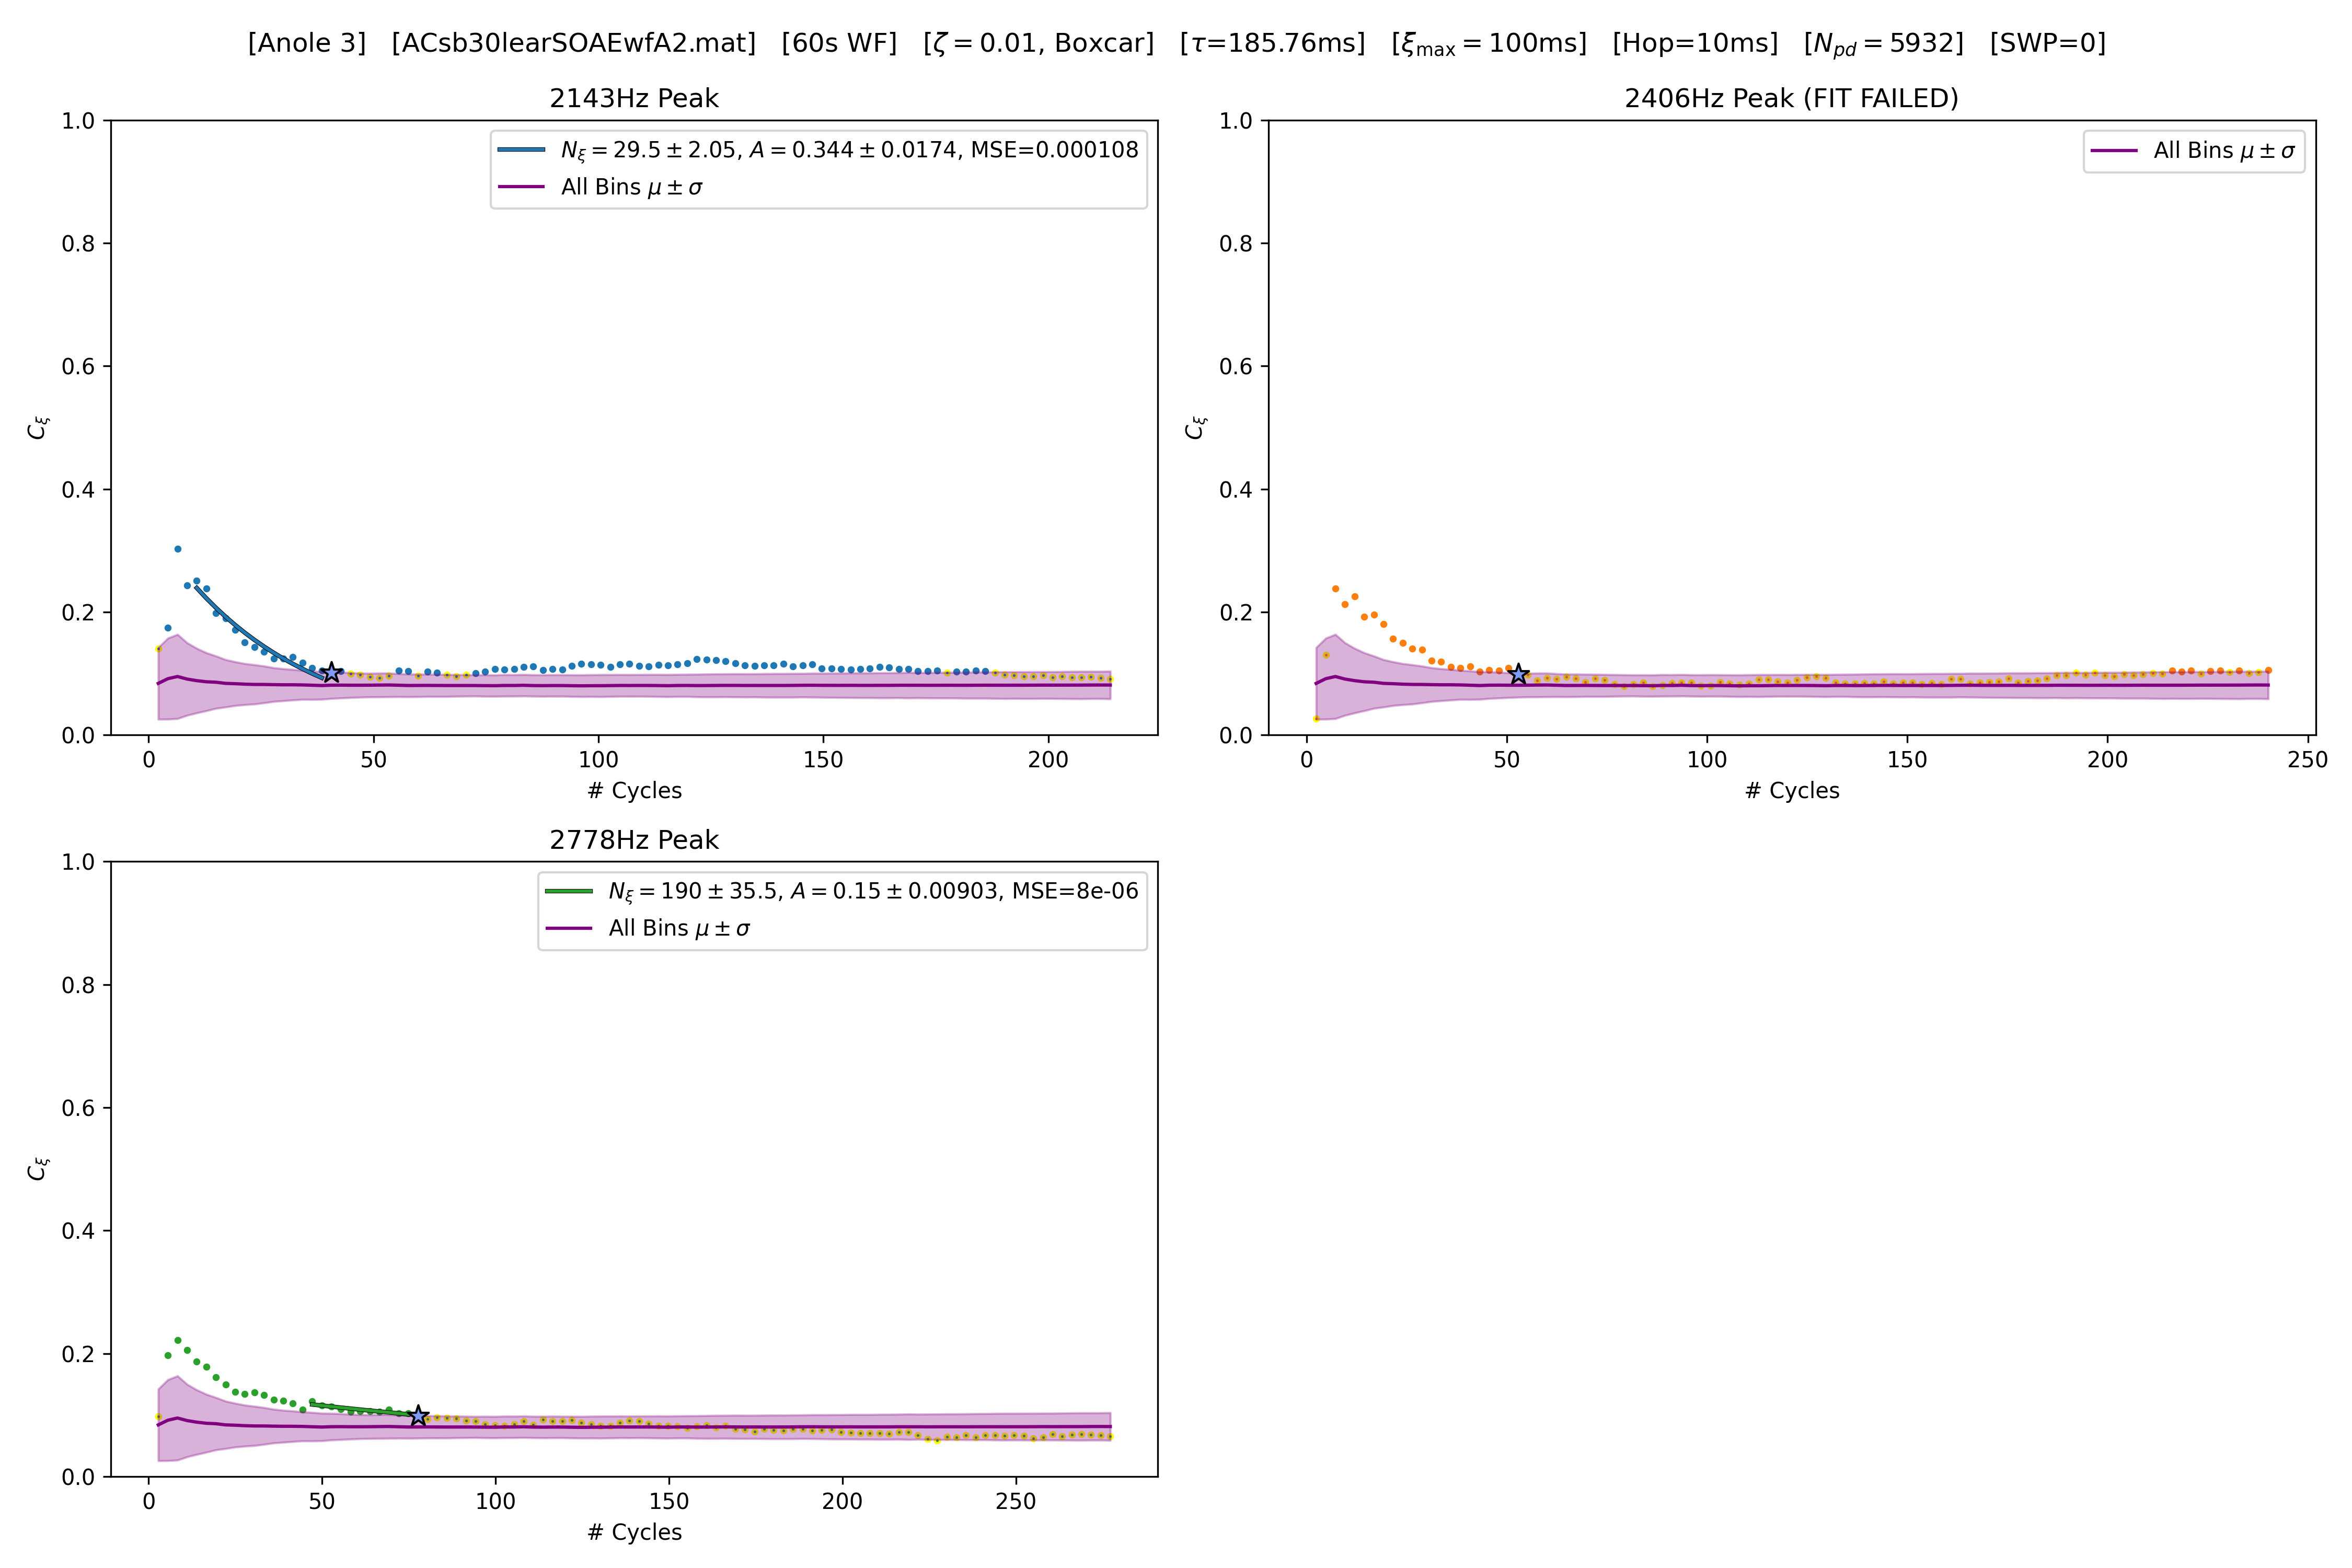 [Anole 3] [ACsb30learSOAEwfA2.mat] [60s WF] [ζ = 0.01, Boxcar] [τ=185.76ms] [ξmax = 100ms] [Hop=10ms] [Npd = 5932] [SWP=0]
2143Hz Peak
Nξ = 29.5 ± 2.05, A = 0.344 ± 0.0174, MSE=0.000108
All Bins μ ± σ
1.0
0.8
0.6
0.4
0.2
0.0
Cξ
0 50 100 150 200
# Cycles
2406Hz Peak (FIT FAILED)
All Bins μ ± σ
1.0
0.8
0.6
0.4
0.2
0.0
Cξ
0 50 100 150 200 250
# Cycles
2778Hz Peak
Nξ = 190 ± 35.5, A = 0.15 ± 0.00903, MSE=8e-06
All Bins μ ± σ
1.0
0.8
0.6
0.4
0.2
0.0
Cξ
0 50 100 150 200 250
# Cycles